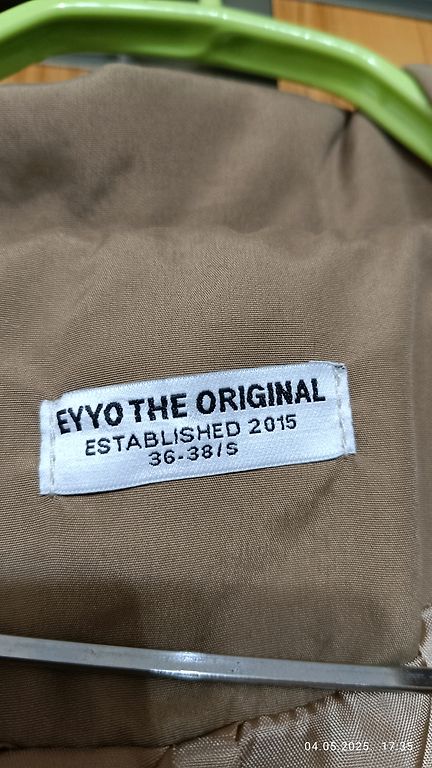 EYYO THE ORIGINAL
ESTABLISHED 2015
36-38/S
04.05.2025 17:35